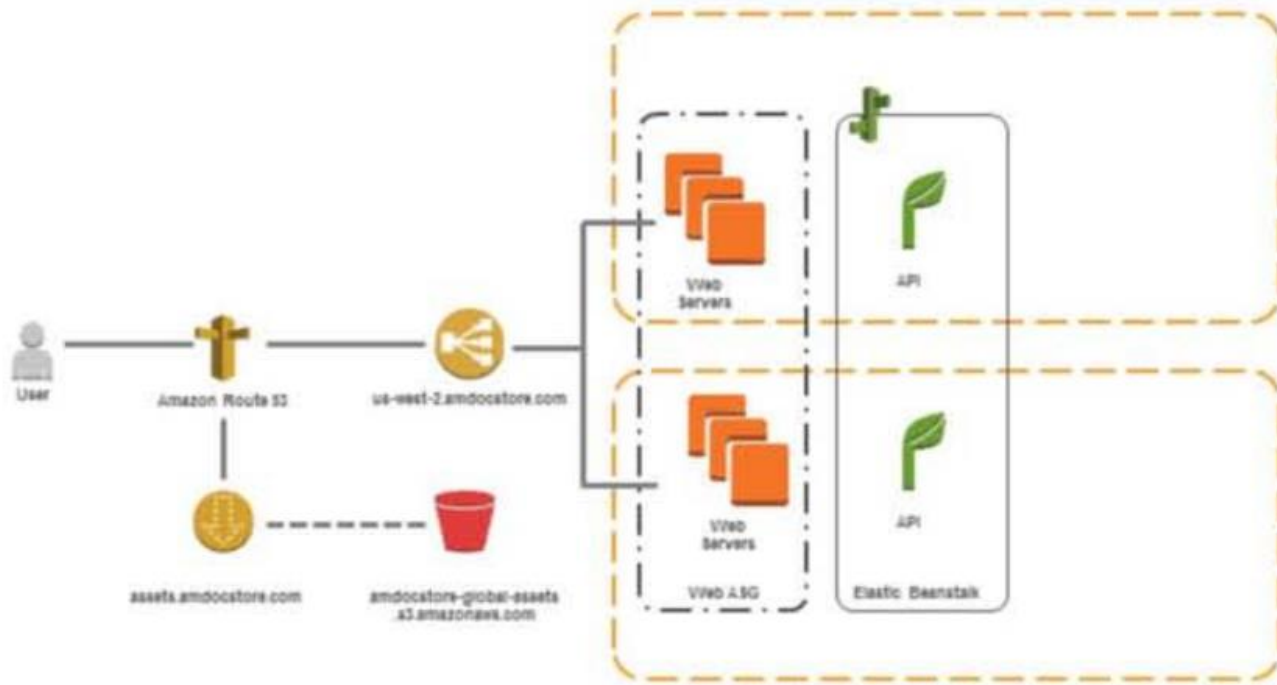 Web
Servers
API
User
Amazon Route 53
us-west-2.amdocstore.com
Web
Servers
API
assets.amdocstore.com
amdocstore-global-assets
.s3.amazonaws.com
Web ASG
Elastic Beanstalk